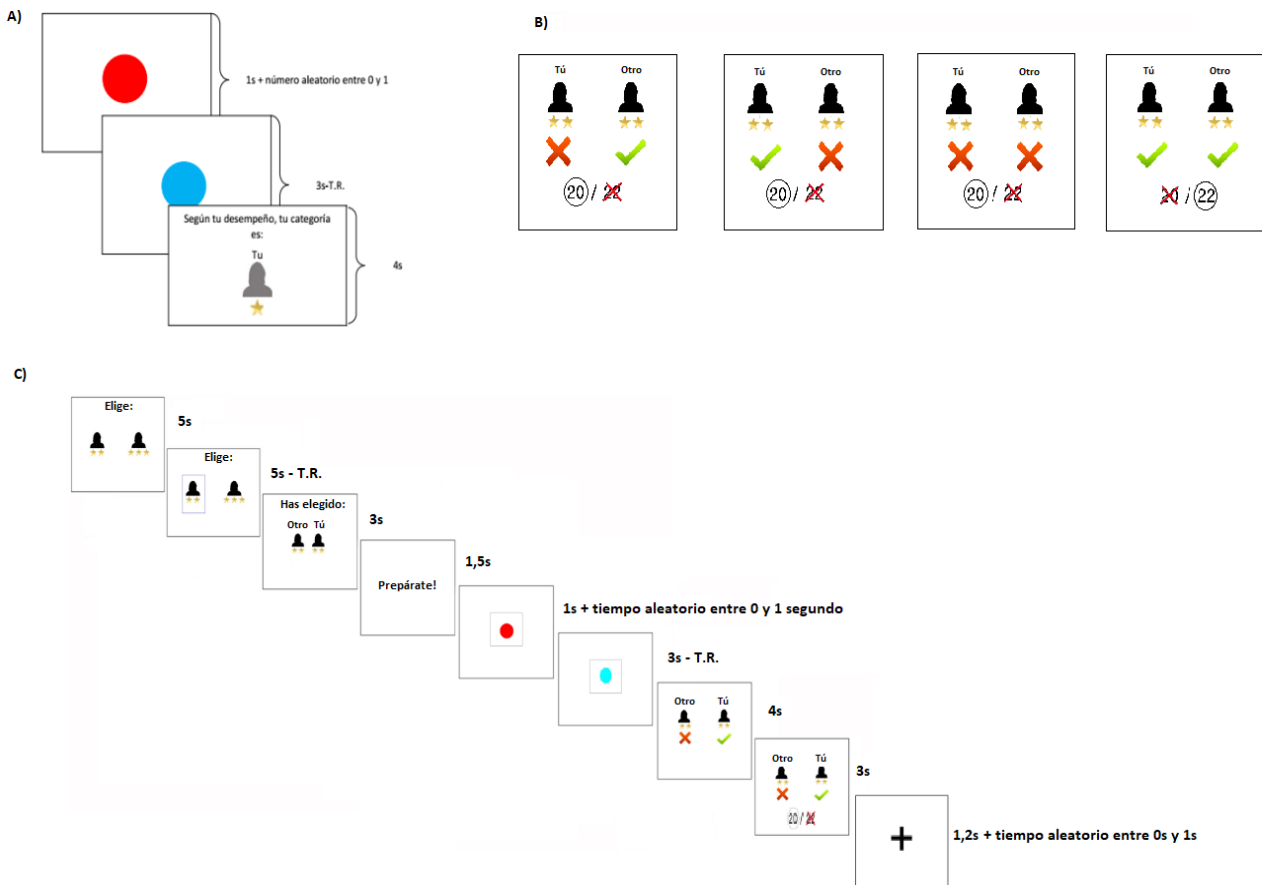 A)
1s + número aleatorio entre 0 y 1
3s-T.R.
Según tu desempeño, tu categoría
es:
Tu
4s
B)
Tú Otro
20 / 22
Tú Otro
20 / 22
Tú Otro
20 / 22
Tú Otro
20 / 22
C)
Elige:
5s
Elige:
5s - T.R.
Has elegido:
Otro Tú
3s
Prepárate!
1,5s
1s + tiempo aleatorio entre 0 y 1 segundo
3s - T.R.
Otro Tú
4s
Otro Tú
20 / 22
3s
1,2s + tiempo aleatorio entre 0s y 1s